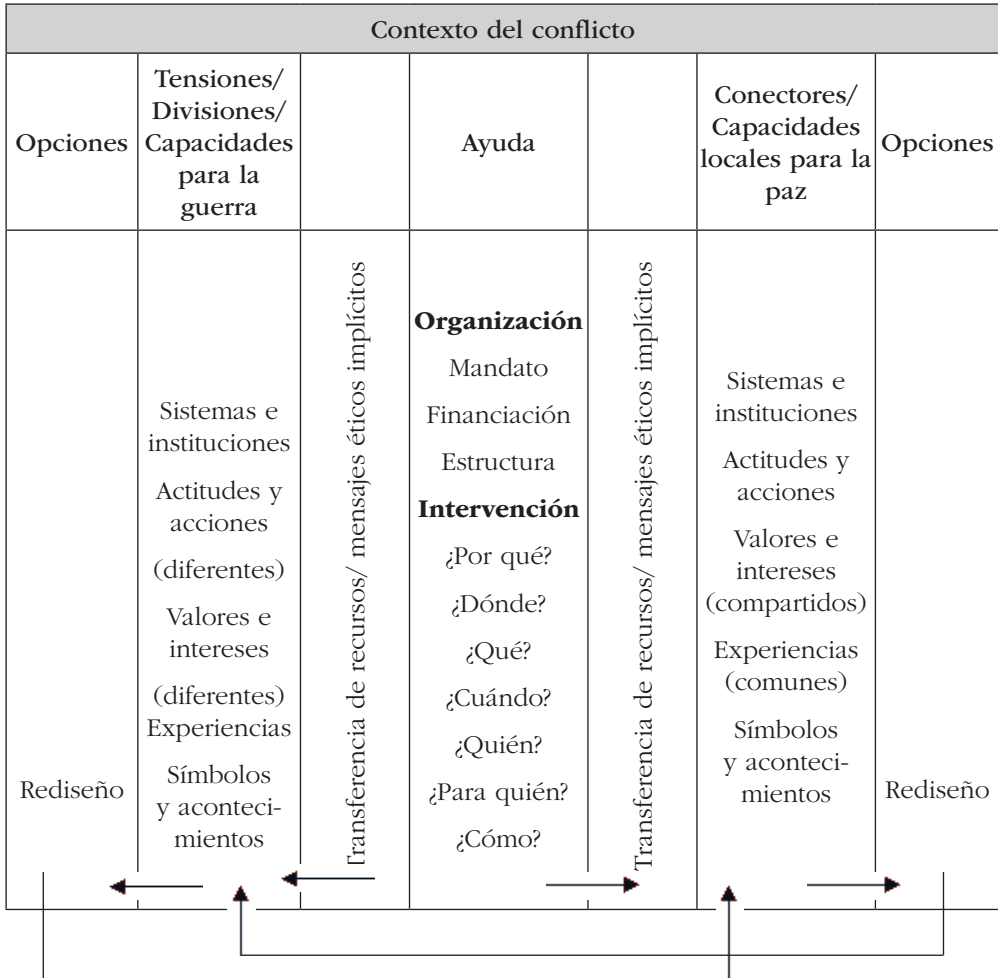 Contexto del conflicto
Opciones
Tensiones/
Divisiones/
Capacidades
para la
guerra
Ayuda
Conectores/
Capacidades
locales para la
paz
Opciones
Rediseño
Sistemas e
instituciones
Actitudes y
acciones
(diferentes)
Valores e
intereses
(diferentes)
Experiencias
Símbolos
y aconteci-
mientos
Transferencia de recursos/ mensajes éticos implícitos
Organización
Mandato
Financiación
Estructura
Intervención
¿Por qué?
¿Dónde?
¿Qué?
¿Cuándo?
¿Quién?
¿Para quién?
¿Cómo?
Transferencia de recursos/ mensajes éticos implícitos
Sistemas e
instituciones
Actitudes y
acciones
Valores e
intereses
(compartidos)
Experiencias
(comunes)
Símbolos
y aconteci-
mientos
Rediseño